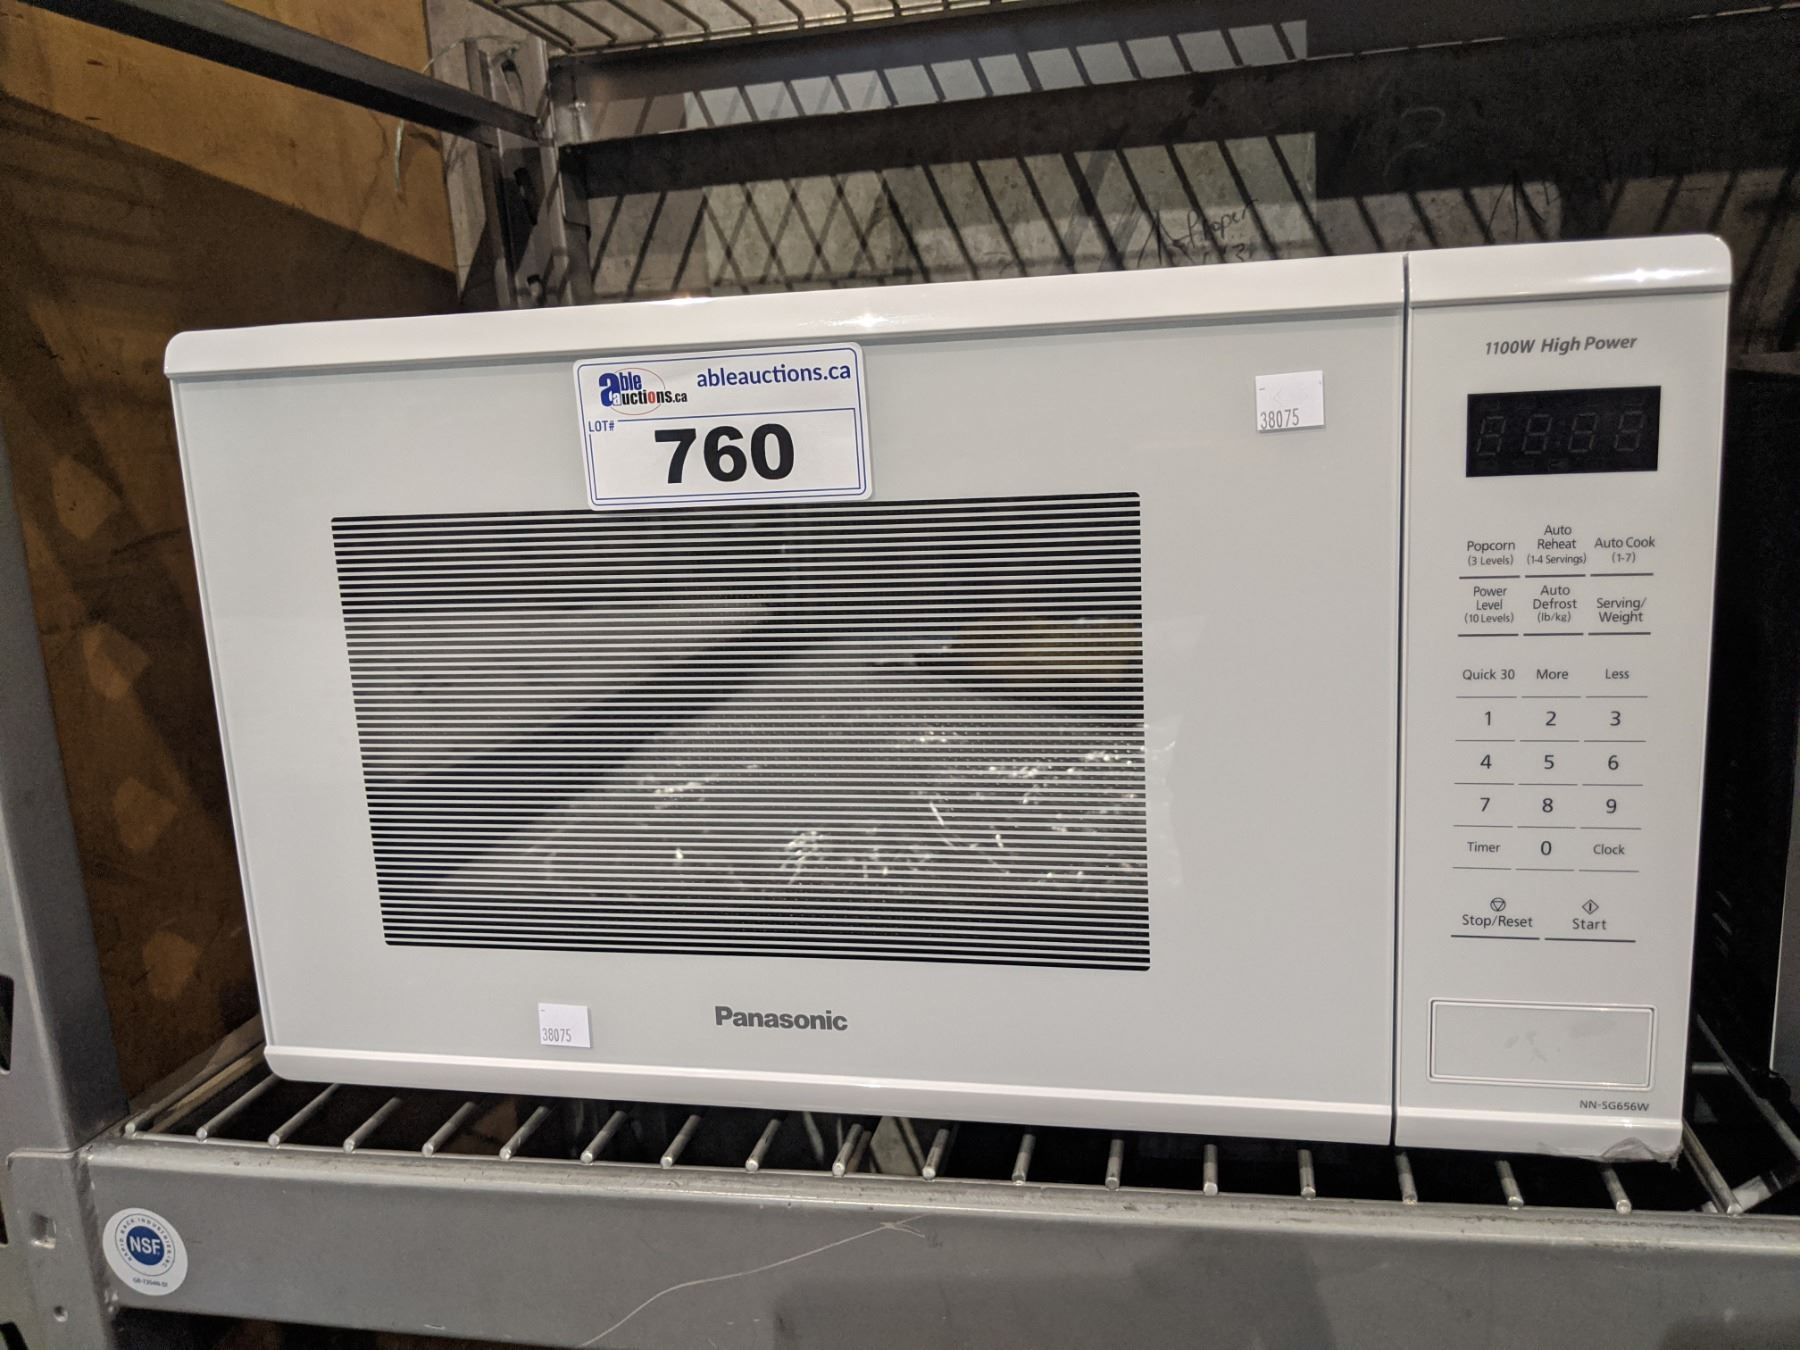 1100W High Power
able
auctions.ca
ableauctions.ca
LOT#
760
38075
Popcorn
(3 Levels)
Auto
Reheat
(1-4 Servings)
Auto Cook
(1-7)
Power
Level
(10 Levels)
Auto
Defrost
(lb/kg)
Serving/
Weight
Quick 30 More Less
1 2 3
4 5 6
7 8 9
Timer 0 Clock
Stop/Reset Start
38075
Panasonic
NN-SG656W
NSF